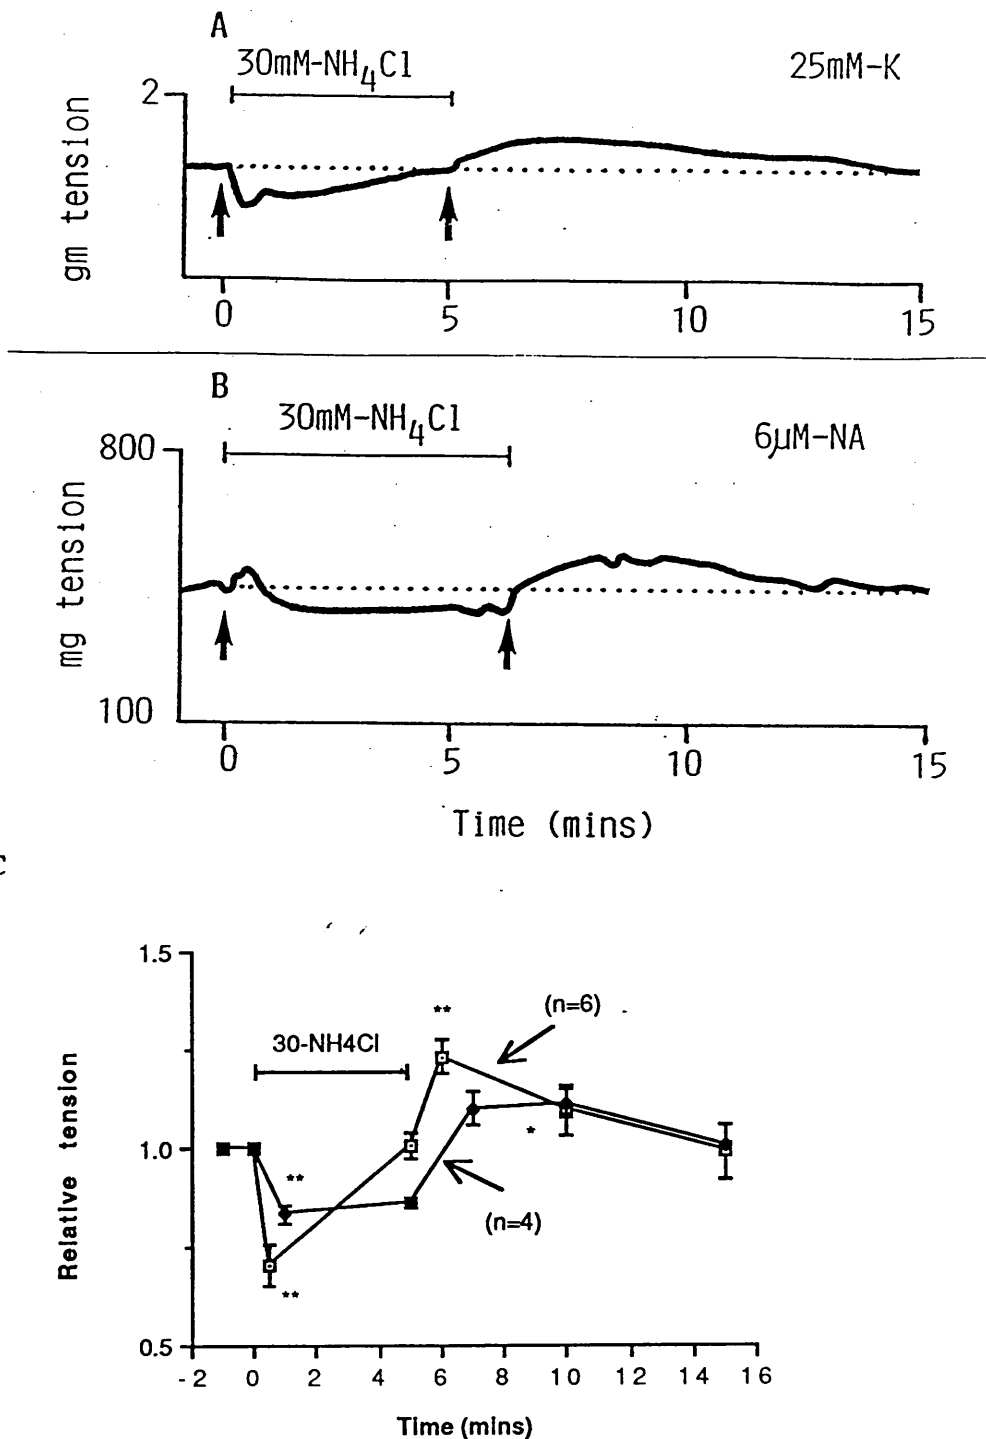 A
30mM-NH4Cl
25mM-K
2
gm tension
0 5 10 15
B
30mM-NH4Cl
6µM-NA
800
mg tension
100
0 5 10 15
Time (mins)
C
1.5
**
(n=6)
30-NH4Cl
Relative tension
1.0
*
**
(n=4)
**
0.5
-2 0 2 4 6 8 10 12 14 16
Time (mins)